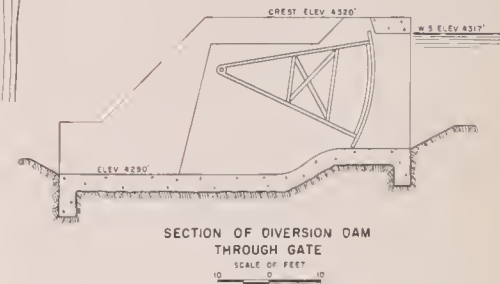 CREST ELEV 4320'
W.S ELEV 4317'
ELEV 4290'
SECTION OF DIVERSION DAM
THROUGH GATE
SCALE OF FEET
10 0 10